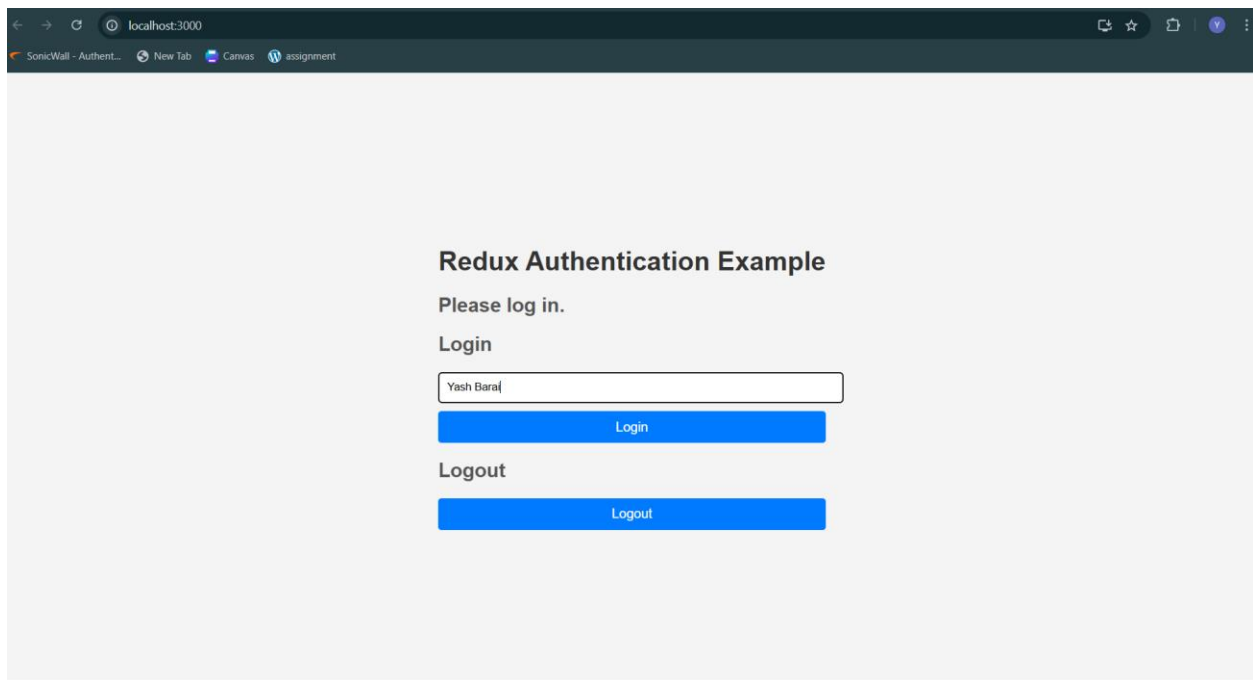 localhost:3000
Y
SonicWall - Authent... New Tab Canvas assignment
Redux Authentication Example
Please log in.
Login
Yash Barai
Login
Logout
Logout